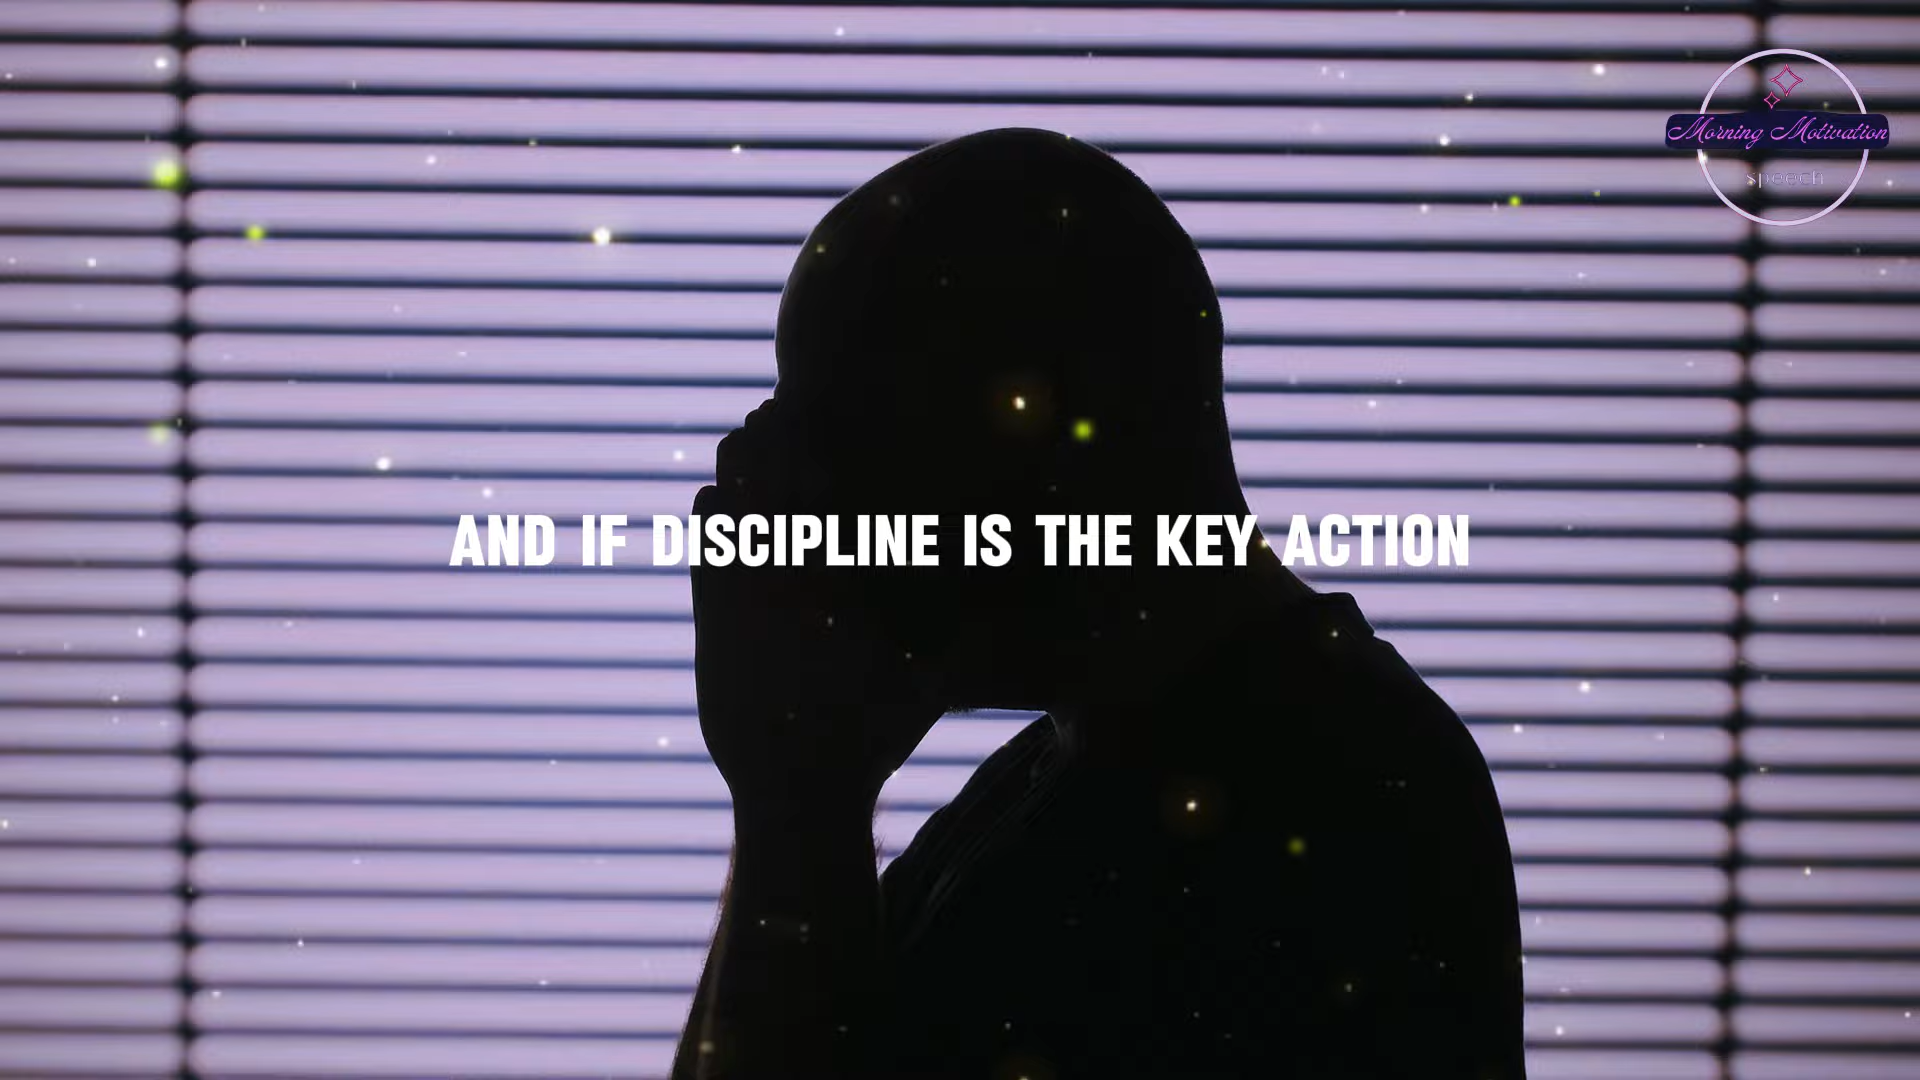 Morning Motivation
speech
AND IF DISCIPLINE IS THE KEY ACTION